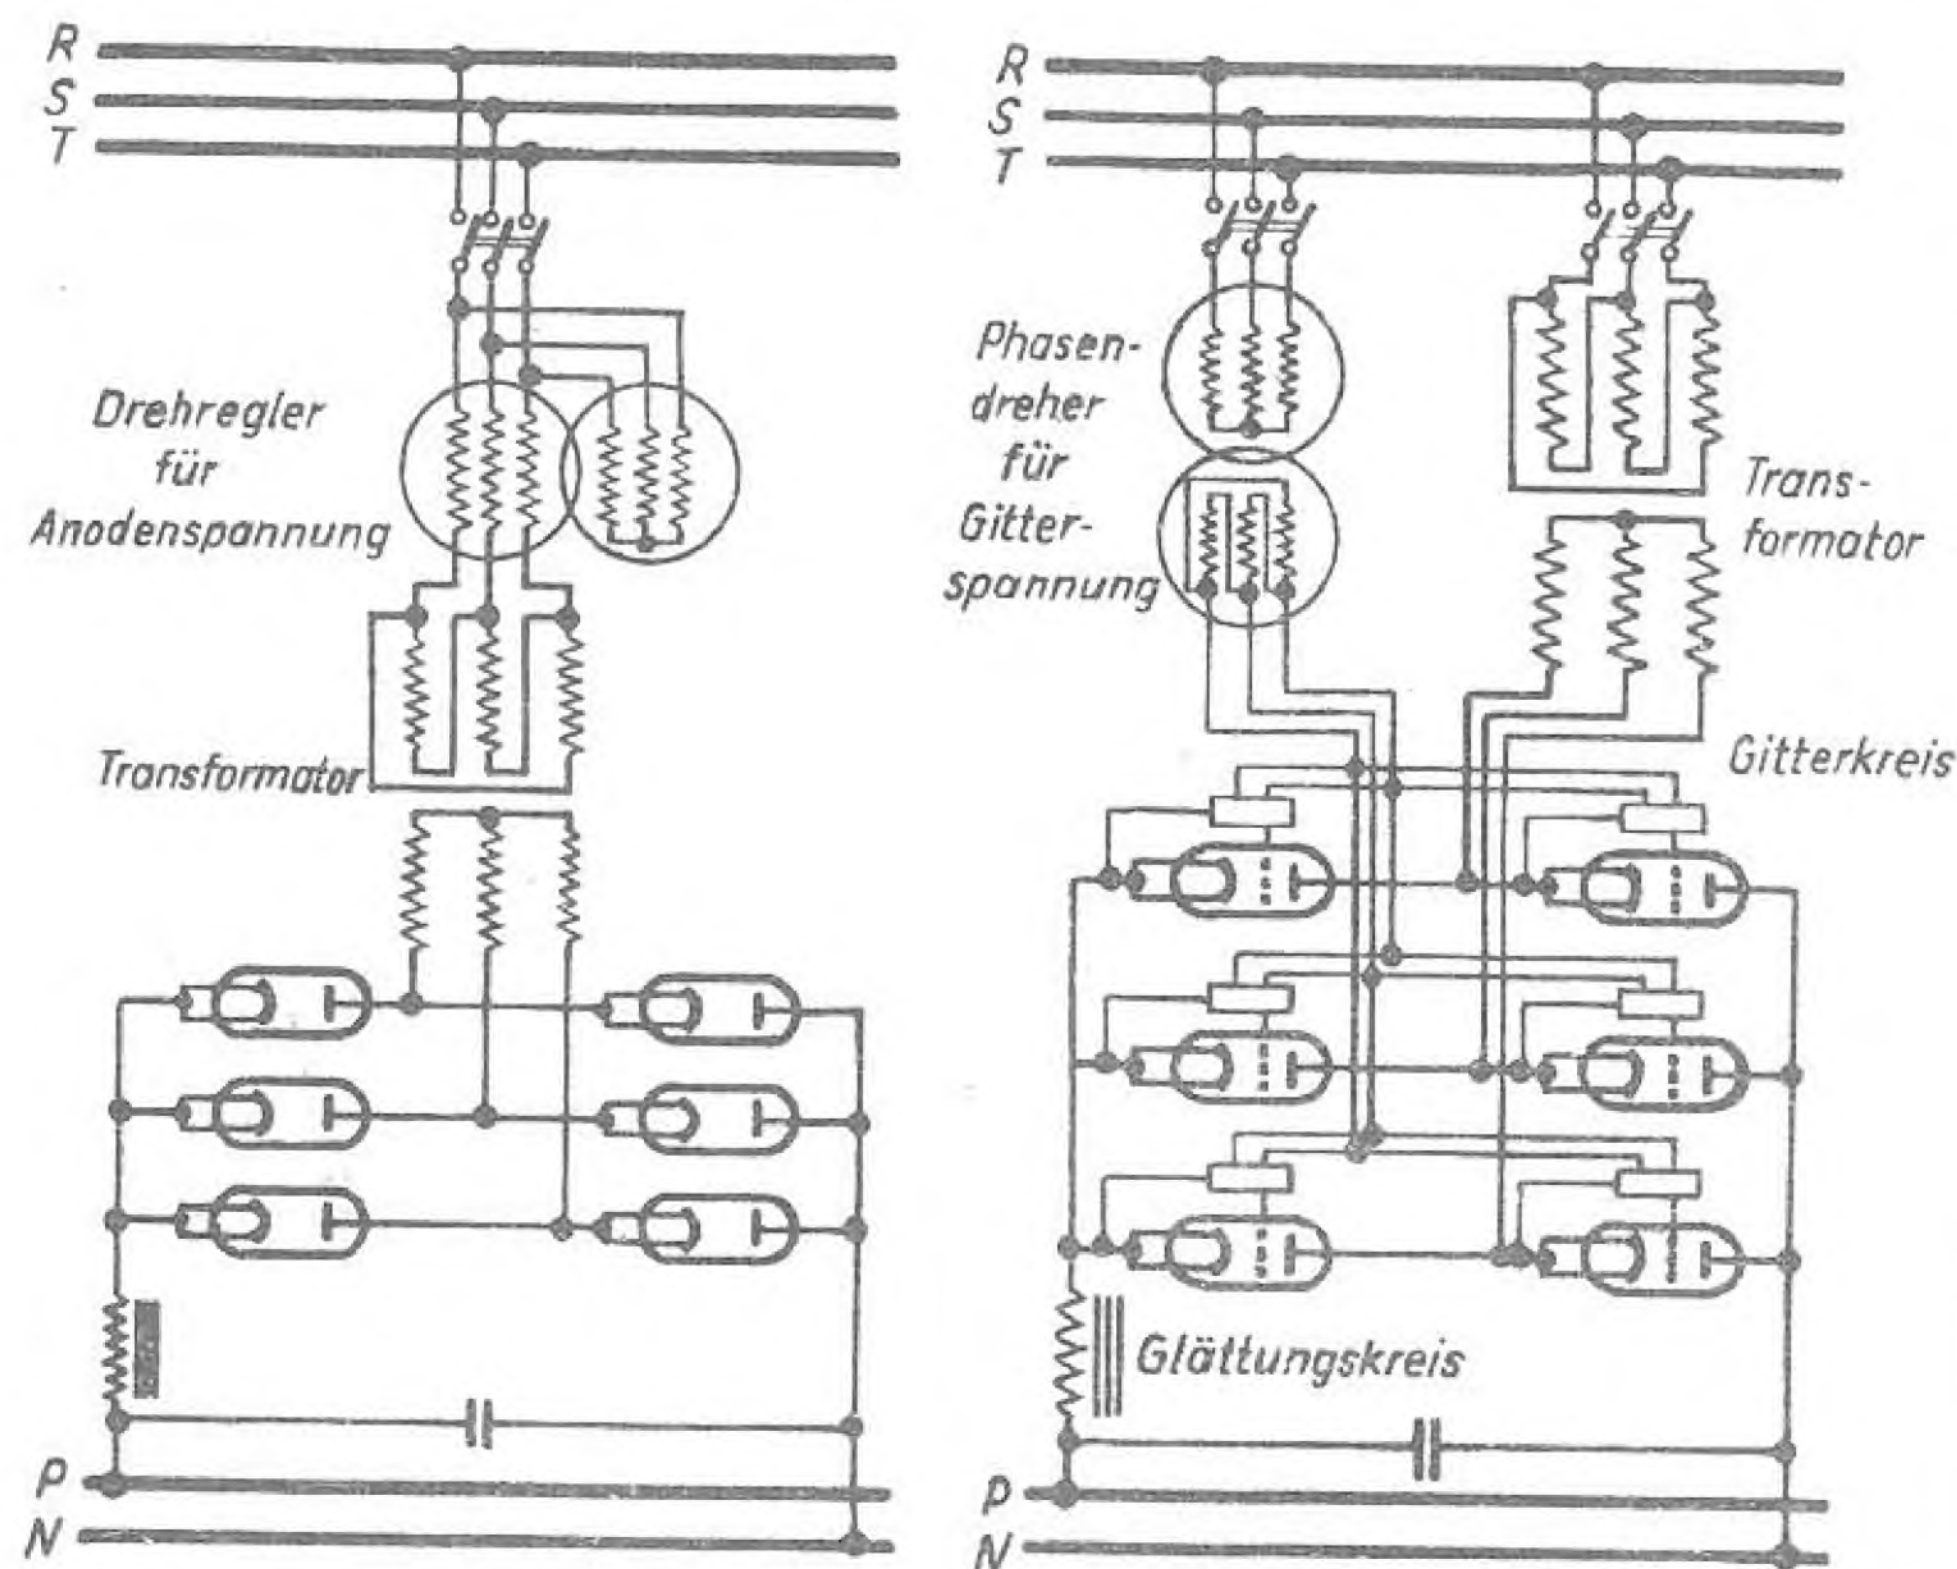 R
S
T
Drehregler
für
Anodenspannung
Transformator
P
N
R
S
T
Phasen-
dreher
für
Gitter-
spannung
Trans-
formator
Gitterkreis
Glättungskreis
P
N